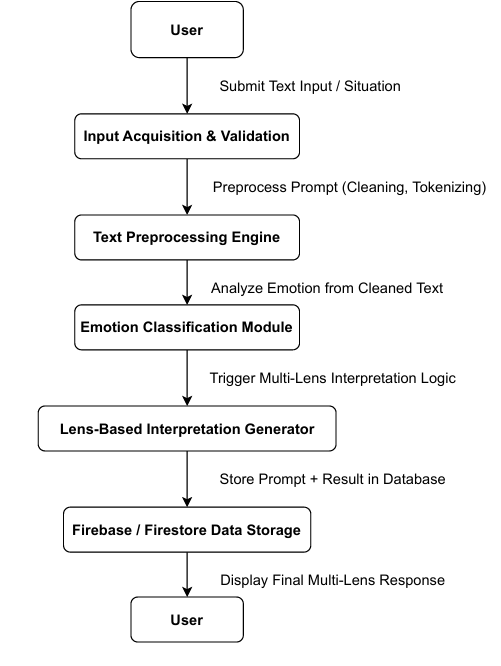 User
Submit Text Input / Situation
Input Acquisition & Validation
Preprocess Prompt (Cleaning, Tokenizing)
Text Preprocessing Engine
Analyze Emotion from Cleaned Text
Emotion Classification Module
Trigger Multi-Lens Interpretation Logic
Lens-Based Interpretation Generator
Store Prompt + Result in Database
Firebase / Firestore Data Storage
Display Final Multi-Lens Response
User